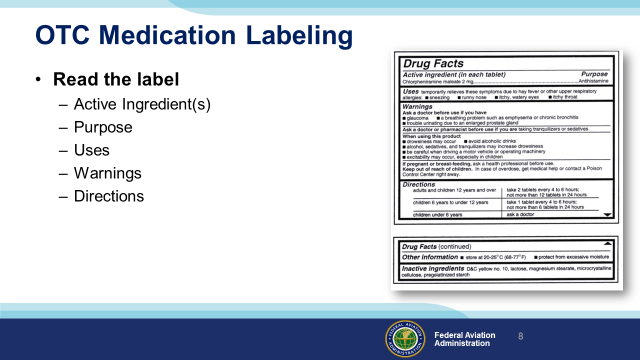 OTC Medication Labeling
• Read the label
– Active Ingredient(s)
– Purpose
– Uses
– Warnings
– Directions
Drug Facts
Active ingredient (in each tablet) Purpose
Chlorpheniramine maleate 2 mg Antihistamine
Uses temporarily relieves these symptoms due to hay fever or other upper respiratory
allergies: ■ sneezing ■ runny nose ■ itchy, watery eyes ■ itchy throat
Warnings
Ask a doctor before use if you have
■ glaucoma ■ a breathing problem such as emphysema or chronic bronchitis
■ trouble urinating due to an enlarged prostate gland
Ask a doctor or pharmacist before use if you are taking tranquilizers or sedatives
When using this product
■ drowsiness may occur ■ avoid alcoholic drinks
■ alcohol, sedatives, and tranquilizers may increase drowsiness
■ be careful when driving a motor vehicle or operating machinery
■ excitability may occur, especially in children
If pregnant or breast-feeding, ask a health professional before use.
Keep out of reach of children. In case of overdose, get medical help or contact a Poison
Control Center right away.
Directions
adults and children 12 years and over take 2 tablets every 4 to 6 hours;
not more than 12 tablets in 24 hours
children 6 years to under 12 years take 1 tablet every 4 to 6 hours;
not more than 6 tablets in 24 hours
children under 6 years ask a doctor
Drug Facts (continued)
Other information ■ store at 20-25°C (68-77°F) ■ protect from excessive moisture
Inactive ingredients D&C yellow no. 10, lactose, magnesium stearate, microcrystalline
cellulose, pregelatinized starch
Federal Aviation
Administration
8